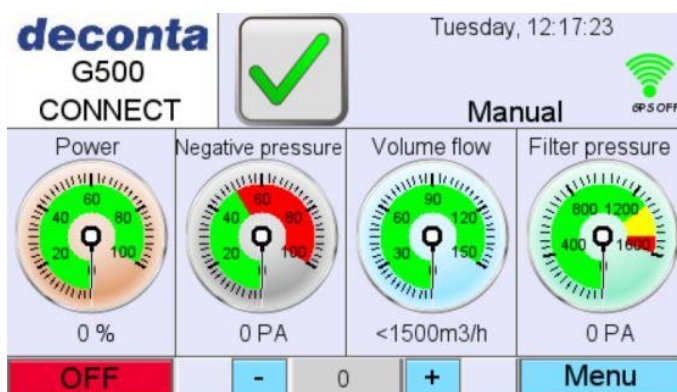 deconta
G500
CONNECT
Tuesday, 12:17:23
Manual
GPS OFF
Power
Negative pressure
Volume flow
Filter pressure
20 40 60 80 100
20 40 60 80 100
30 60 90 120 150
400 800 1200 1600
0 %
0 PA
<1500m3/h
0 PA
OFF
-
0
+
Menu